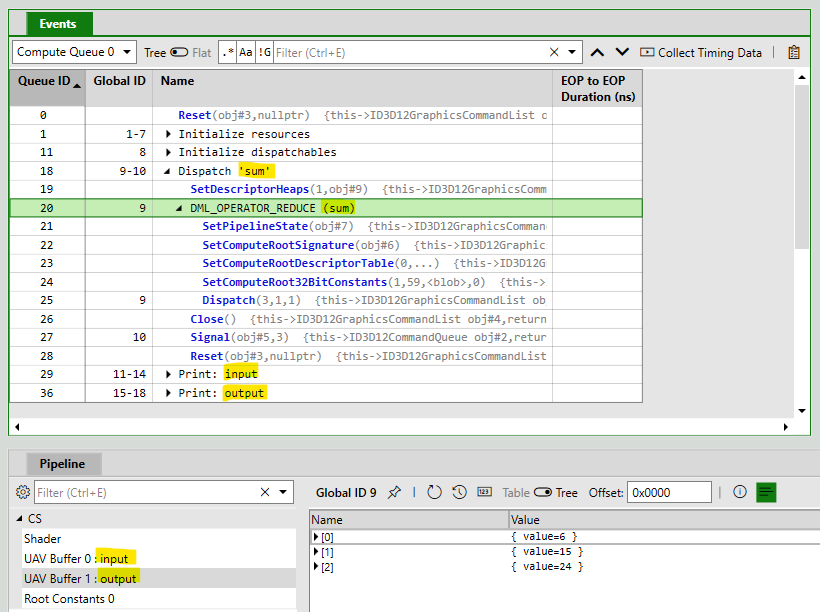 Events
Compute Queue 0 Tree Flat .* Aa !G Filter (Ctrl+E) Collect Timing Data
Queue ID Global ID Name EOP to EOP
Duration (ns)
0 Reset(obj#3,nullptr) {this->ID3D12GraphicsCommandList o
1 1-7 Initialize resources
11 8 Initialize dispatchables
18 9-10 Dispatch 'sum'
19 SetDescriptorHeaps(1,obj#9) {this->ID3D12GraphicsComm
20 9 DML_OPERATOR_REDUCE (sum)
21 SetPipelineState(obj#7) {this->ID3D12GraphicsComman
22 SetComputeRootSignature(obj#6) {this->ID3D12Graphic
23 SetComputeRootDescriptorTable(0,...) {this->ID3D12G
24 SetComputeRoot32BitConstants(1,59,<blob>,0) {this->
25 9 Dispatch(3,1,1) {this->ID3D12GraphicsCommandList ob
26 Close() {this->ID3D12GraphicsCommandList obj#4,return
27 10 Signal(obj#5,3) {this->ID3D12CommandQueue obj#2,retur
28 Reset(obj#3,nullptr) {this->ID3D12GraphicsCommandList
29 11-14 Print: input
36 15-18 Print: output
Pipeline
Filter (Ctrl+E) Global ID 9 123 Table Tree Offset: 0x0000
CS
Shader
UAV Buffer 0 : input
UAV Buffer 1 : output
Root Constants 0
Name Value
[0] { value=6 }
[1] { value=15 }
[2] { value=24 }